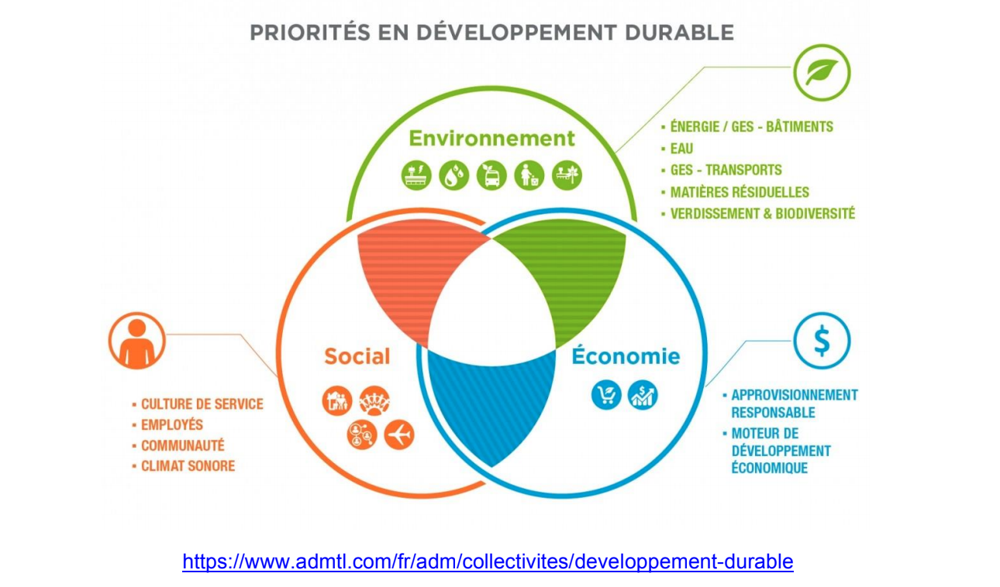 PRIORITÉS EN DÉVELOPPEMENT DURABLE
Environnement
▪ ÉNERGIE / GES - BÂTIMENTS
▪ EAU
▪ GES - TRANSPORTS
▪ MATIÈRES RÉSIDUELLES
▪ VERDISSEMENT & BIODIVERSITÉ
Social
▪ CULTURE DE SERVICE
▪ EMPLOYÉS
▪ COMMUNAUTÉ
▪ CLIMAT SONORE
Économie
$
▪ APPROVISIONNEMENT
RESPONSABLE
▪ MOTEUR DE
DÉVELOPPEMENT
ÉCONOMIQUE
https://www.admtl.com/fr/adm/collectivites/developpement-durable